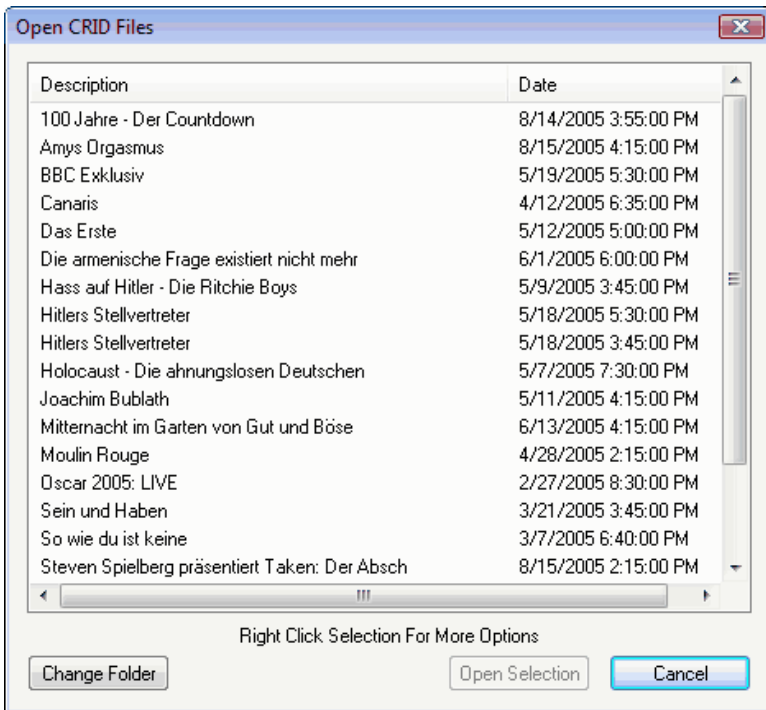 Open CRID Files
Description Date
100 Jahre - Der Countdown 8/14/2005 3:55:00 PM
Amys Orgasmus 8/15/2005 4:15:00 PM
BBC Exklusiv 5/19/2005 5:30:00 PM
Canaris 4/12/2005 6:35:00 PM
Das Erste 5/12/2005 5:00:00 PM
Die armenische Frage existiert nicht mehr 6/1/2005 6:00:00 PM
Hass auf Hitler - Die Ritchie Boys 5/9/2005 3:45:00 PM
Hitlers Stellvertreter 5/18/2005 5:30:00 PM
Hitlers Stellvertreter 5/18/2005 3:45:00 PM
Holocaust - Die ahnungslosen Deutschen 5/7/2005 7:30:00 PM
Joachim Bublath 5/11/2005 4:15:00 PM
Mitternacht im Garten von Gut und Böse 6/13/2005 4:15:00 PM
Moulin Rouge 4/28/2005 2:15:00 PM
Oscar 2005: LIVE 2/27/2005 8:30:00 PM
Sein und Haben 3/21/2005 3:45:00 PM
So wie du ist keine 3/7/2005 6:40:00 PM
Steven Spielberg präsentiert Taken: Der Absch 8/15/2005 2:15:00 PM
Right Click Selection For More Options
Change Folder Open Selection Cancel